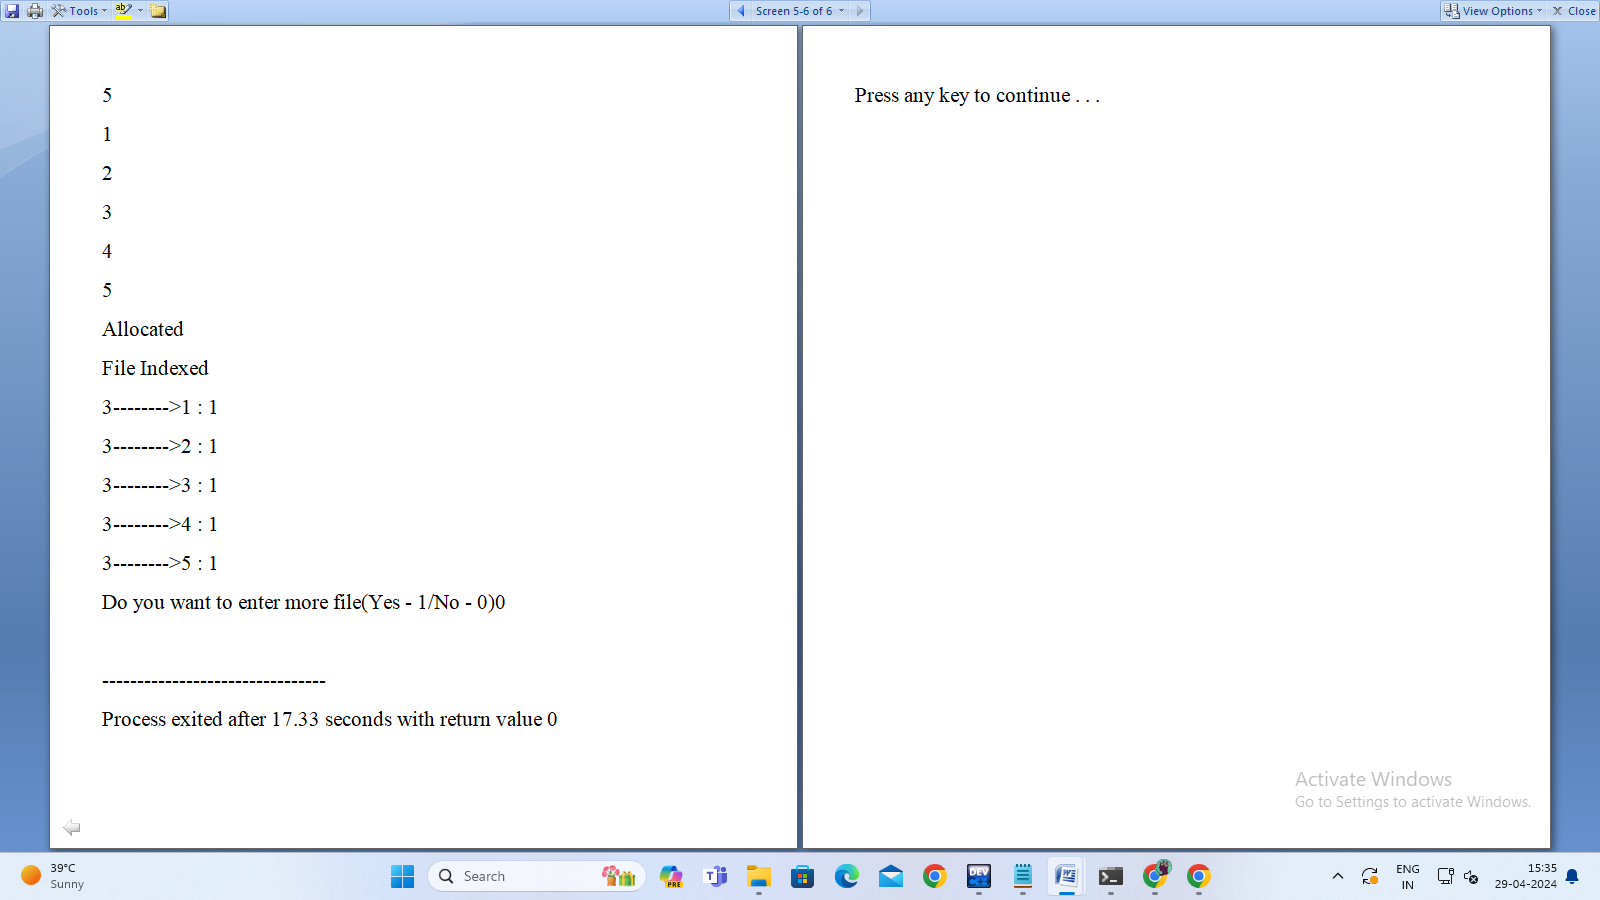 Tools
Screen 5-6 of 6
View Options
Close
5
1
2
3
4
5
Allocated
File Indexed
3-------->1 : 1
3-------->2 : 1
3-------->3 : 1
3-------->4 : 1
3-------->5 : 1
Do you want to enter more file(Yes - 1/No - 0)0
--------------------------------
Process exited after 17.33 seconds with return value 0
Press any key to continue . . .
Activate Windows
Go to Settings to activate Windows.
39°C
Sunny
Search
PRE
DEV
ENG
IN
15:35
29-04-2024